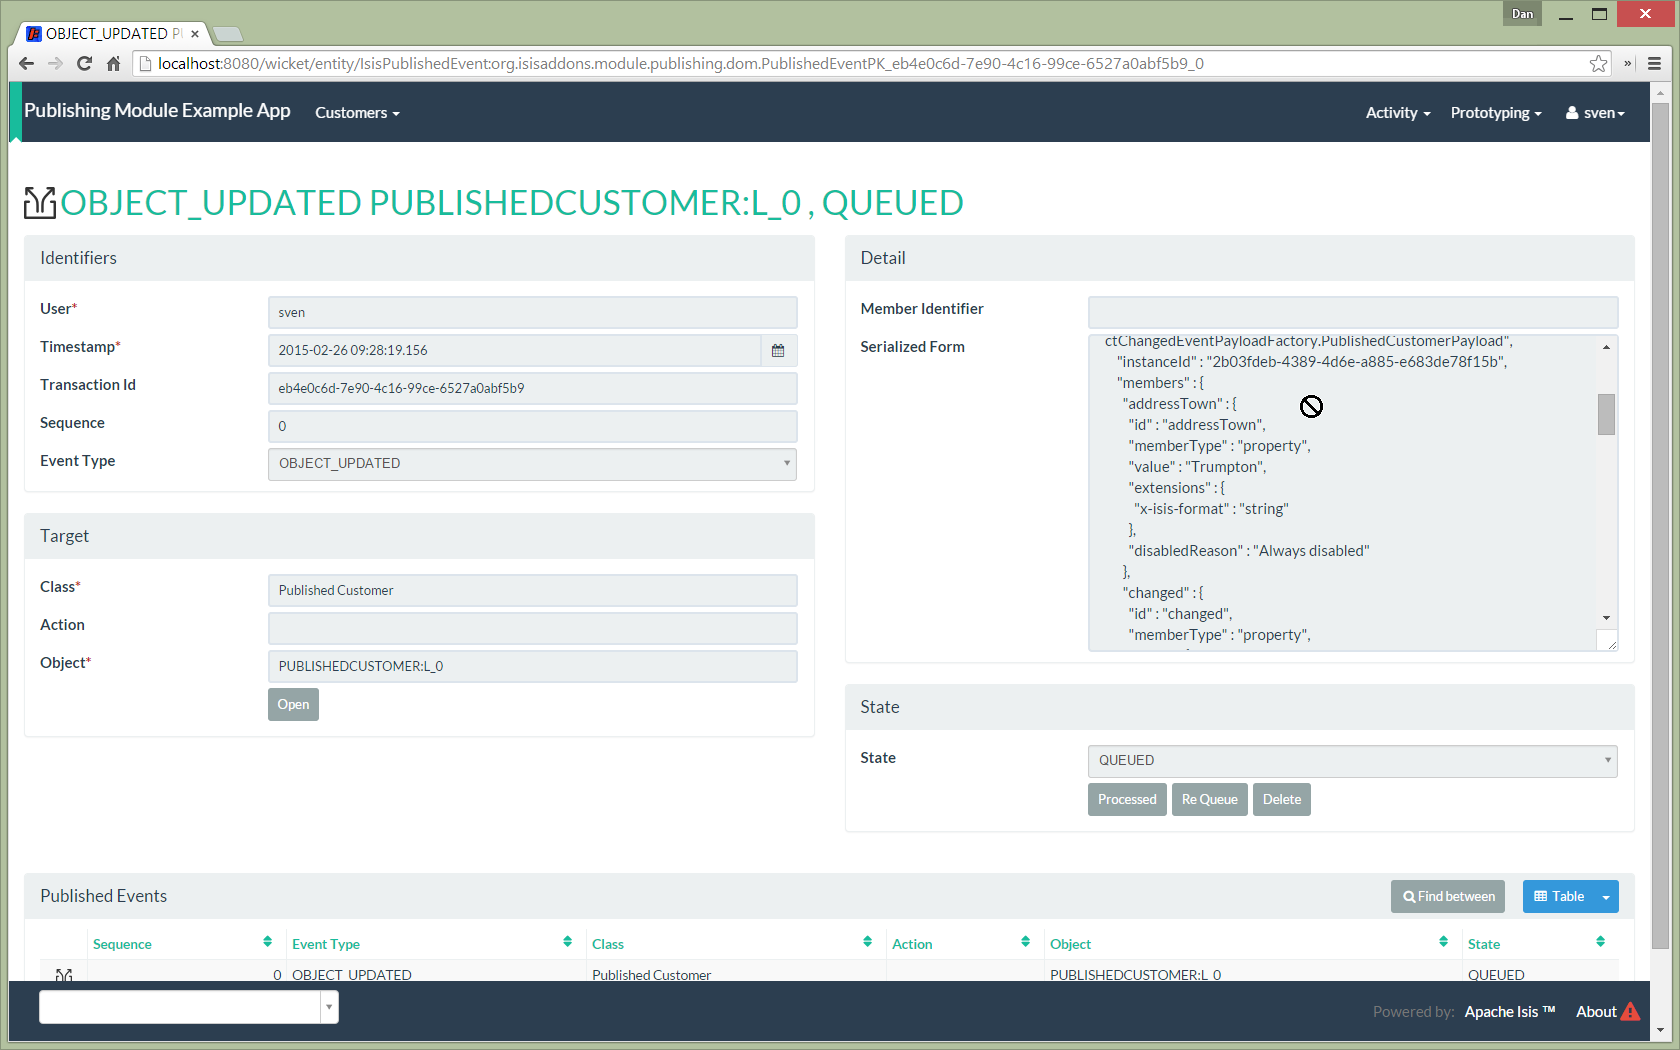 Dan
OBJECT_UPDATED
localhost:8080/wicket/entity/IsisPublishedEvent:org.isisaddons.module.publishing.dom.PublishedEventPK_eb4e0c6d-7e90-4c16-99ce-6527a0abf5b9_0
Publishing Module Example App
Customers
Activity
Prototyping
sven
OBJECT_UPDATED PUBLISHEDCUSTOMER:L_0 , QUEUED
Identifiers
User*
sven
Timestamp*
2015-02-26 09:28:19.156
Transaction Id
eb4e0c6d-7e90-4c16-99ce-6527a0abf5b9
Sequence
0
Event Type
OBJECT_UPDATED
Target
Class*
Published Customer
Action
Object*
PUBLISHEDCUSTOMER:L_0
Open
Detail
Member Identifier
Serialized Form
ctChangedEventPayloadFactory.PublishedCustomerPayload",
"instanceId" : "2b03fdeb-4389-4d6e-a885-e683de78f15b",
"members" : {
"addressTown" : {
"id" : "addressTown",
"memberType" : "property",
"value" : "Trumpton",
"extensions" : {
"x-isis-format" : "string"
},
"disabledReason" : "Always disabled"
},
"changed" : {
"id" : "changed",
"memberType" : "property",
State
State
QUEUED
Processed
Re Queue
Delete
Published Events
Find between
Table
Sequence Event Type Class Action Object State
0 OBJECT_UPDATED Published Customer PUBLISHEDCUSTOMER:L_0 QUEUED
Powered by: Apache Isis ™ About